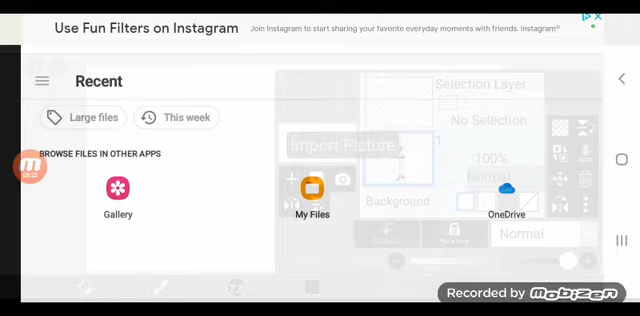 Use Fun Filters on Instagram
Join Instagram to start sharing your favorite everyday moments with friends. Instagram®
Recent
Selection Layer
Large files
This week
No Selection
Import Picture
1
BROWSE FILES IN OTHER APPS
100%
Normal
Gallery
My Files
OneDrive
Background
Normal
Recorded by mobizen